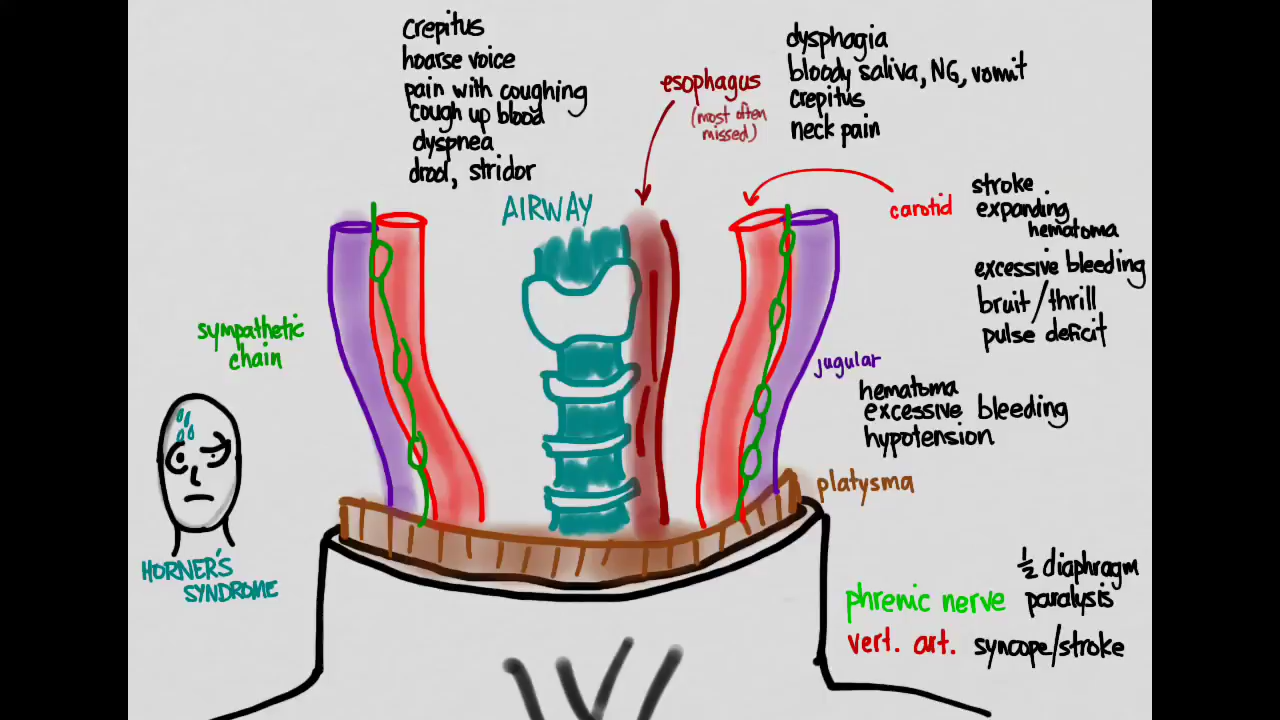 crepitus
hoarse voice
pain with coughing
cough up blood
dyspnea
drool, stridor
AIRWAY
esophagus
(most often
missed)
dysphagia
bloody saliva, NG, vomit
crepitus
neck pain
carotid
stroke
expanding
hematoma
excessive bleeding
bruit/thrill
pulse deficit
sympathetic
chain
jugular
hematoma
excessive bleeding
hypotension
platysma
HORNER'S
SYNDROME
phrenic nerve
1/2 diaphragm
paralysis
vert. art.
syncope/stroke